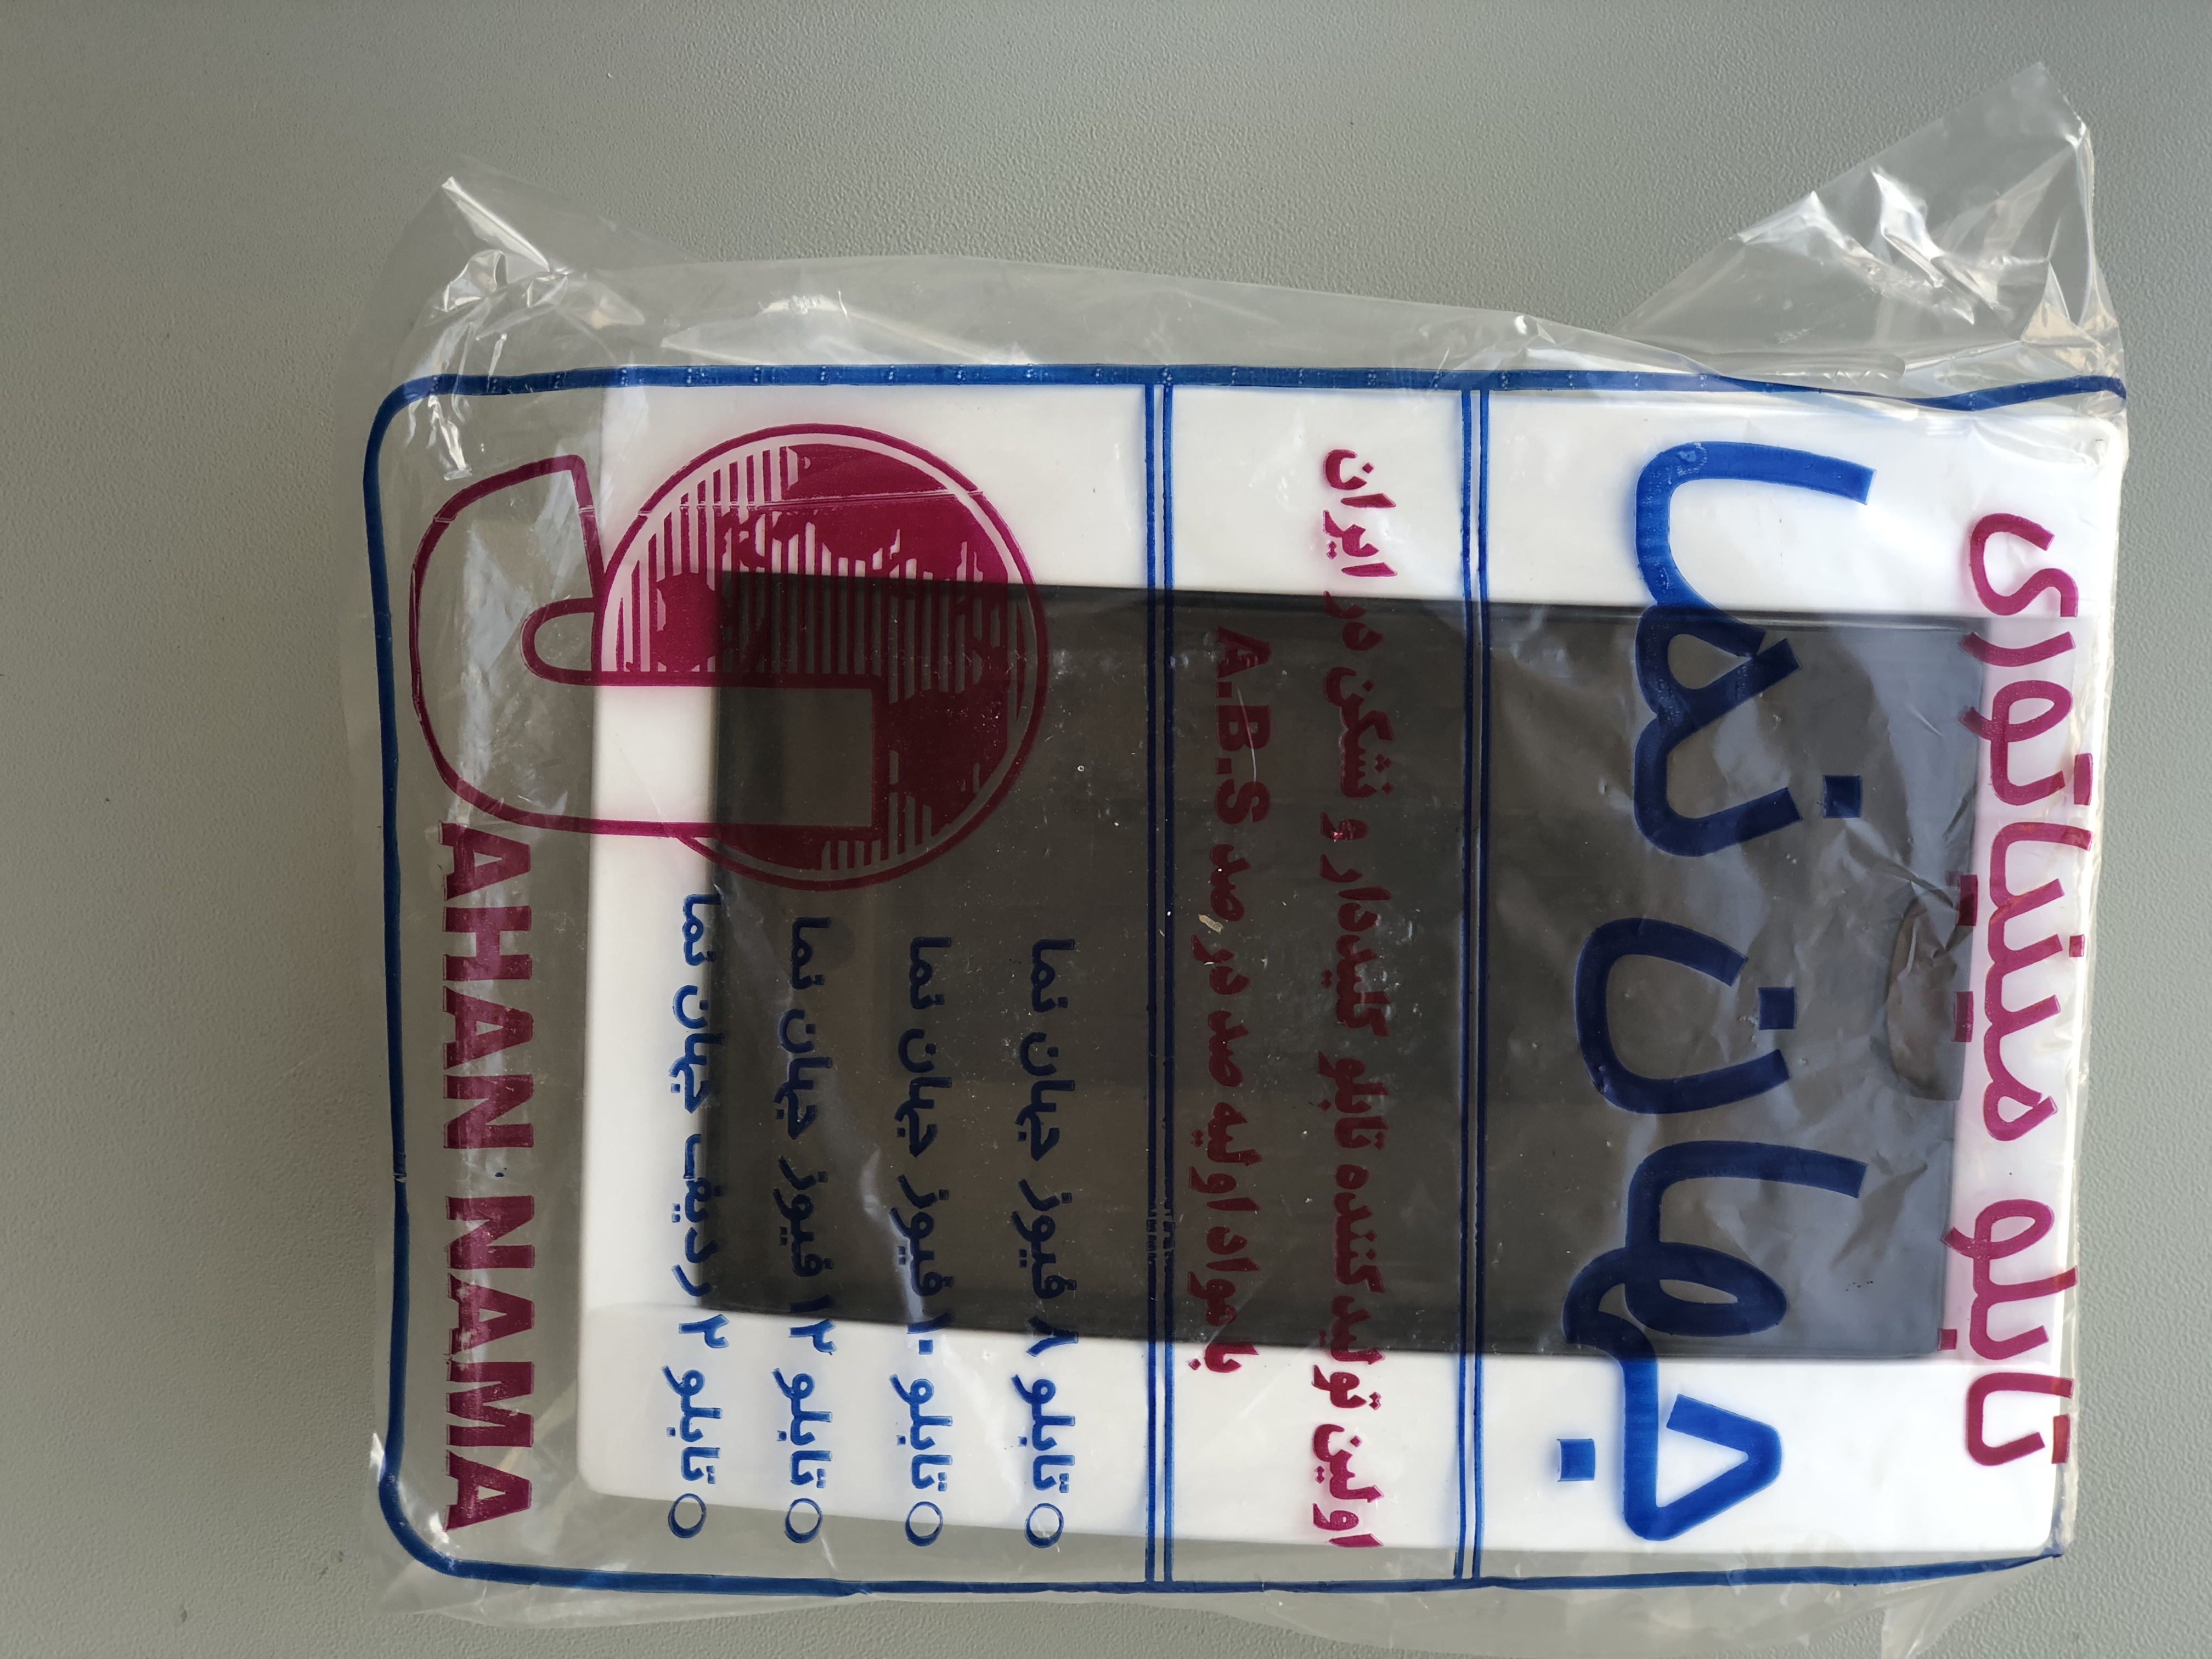 تابلو مینیاتوری
جهان نما
اولین تولید کننده تابلو کلیددار و نشکن در ایران
با مواد اولیه صد در صد A.B.S
تابلو ۸ فیوز جهان نما
تابلو ۱۰ فیوز جهان نما
تابلو ۱۲ فیوز جهان نما
تابلو ۲ ردیف جهان نما
JAHAN NAMA